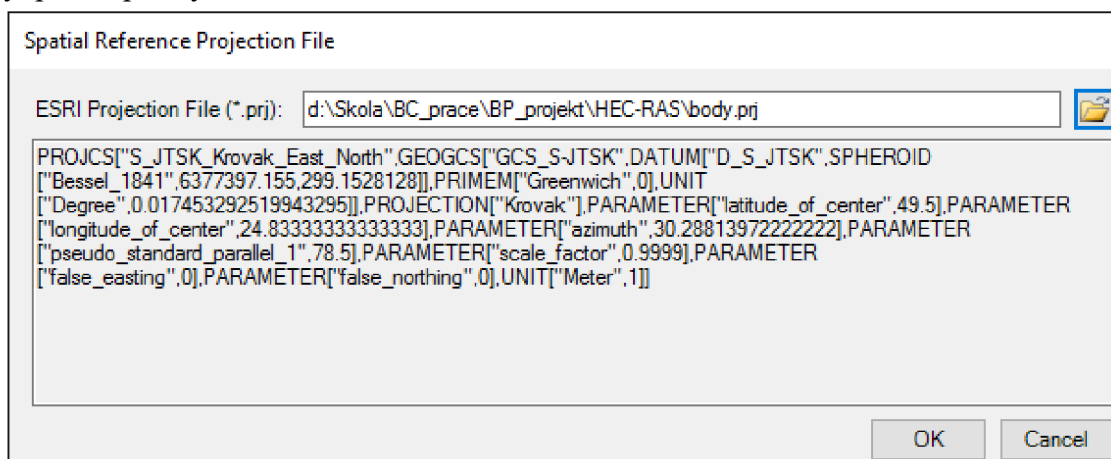 Spatial Reference Projection File
ESRI Projection File (*.prj): d:\Skola\BC_prace\BP_projekt\HEC-RAS\body.prj
PROJCS["S_JTSK_Krovak_East_North",GEOGCS["GCS_S-JTSK",DATUM["D_S_JTSK",SPHEROID
["Bessel_1841",6377397.155,299.1528128]],PRIMEM["Greenwich",0],UNIT
["Degree",0.017453292519943295]],PROJECTION["Krovak"],PARAMETER["latitude_of_center",49.5],PARAMETER
["longitude_of_center",24.83333333333333],PARAMETER["azimuth",30.28813972222222],PARAMETER
["pseudo_standard_parallel_1",78.5],PARAMETER["scale_factor",0.9999],PARAMETER
["false_easting",0],PARAMETER["false_northing",0],UNIT["Meter",1]]
OK Cancel